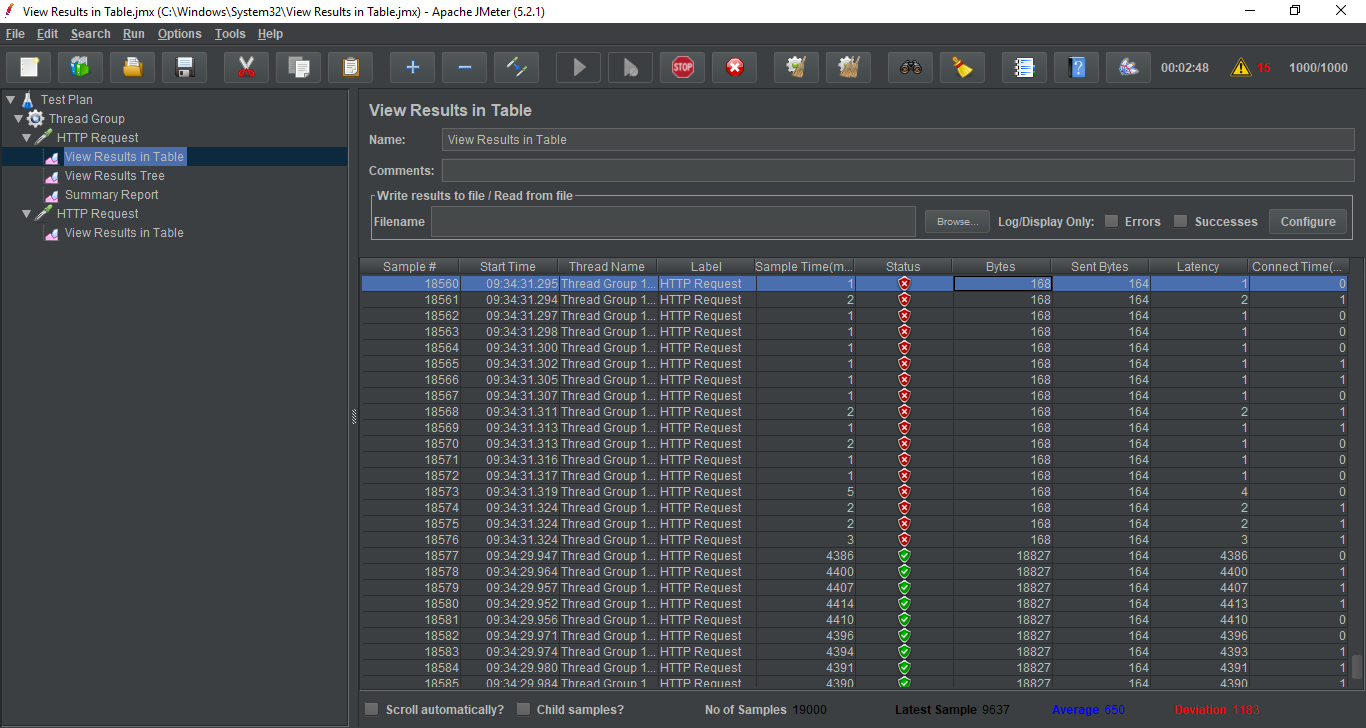 View Results in Table.jmx (C:\Windows\System32\View Results in Table.jmx) - Apache JMeter (5.2.1)
File Edit Search Run Options Tools Help
STOP 00:02:48 15 1000/1000
Test Plan
Thread Group
HTTP Request
View Results in Table
View Results Tree
Summary Report
HTTP Request
View Results in Table
View Results in Table
Name: View Results in Table
Comments:
Write results to file / Read from file
Filename Browse... Log/Display Only: Errors Successes Configure
Sample # Start Time Thread Name Label Sample Time(m... Status Bytes Sent Bytes Latency Connect Time(...
18560 09:34:31.295 Thread Group 1... HTTP Request 1 168 164 1 0
18561 09:34:31.294 Thread Group 1... HTTP Request 2 168 164 2 1
18562 09:34:31.297 Thread Group 1... HTTP Request 1 168 164 1 0
18563 09:34:31.298 Thread Group 1... HTTP Request 1 168 164 1 0
18564 09:34:31.300 Thread Group 1... HTTP Request 1 168 164 1 0
18565 09:34:31.302 Thread Group 1... HTTP Request 1 168 164 1 1
18566 09:34:31.305 Thread Group 1... HTTP Request 1 168 164 1 1
18567 09:34:31.307 Thread Group 1... HTTP Request 1 168 164 1 0
18568 09:34:31.311 Thread Group 1... HTTP Request 2 168 164 2 1
18569 09:34:31.313 Thread Group 1... HTTP Request 1 168 164 1 1
18570 09:34:31.313 Thread Group 1... HTTP Request 2 168 164 1 0
18571 09:34:31.316 Thread Group 1... HTTP Request 1 168 164 1 0
18572 09:34:31.317 Thread Group 1... HTTP Request 1 168 164 1 0
18573 09:34:31.319 Thread Group 1... HTTP Request 5 168 164 4 0
18574 09:34:31.324 Thread Group 1... HTTP Request 2 168 164 2 1
18575 09:34:31.324 Thread Group 1... HTTP Request 2 168 164 2 1
18576 09:34:31.324 Thread Group 1... HTTP Request 3 168 164 3 1
18577 09:34:29.947 Thread Group 1... HTTP Request 4386 18827 164 4386 0
18578 09:34:29.964 Thread Group 1... HTTP Request 4400 18827 164 4400 1
18579 09:34:29.957 Thread Group 1... HTTP Request 4407 18827 164 4407 1
18580 09:34:29.952 Thread Group 1... HTTP Request 4414 18827 164 4413 1
18581 09:34:29.956 Thread Group 1... HTTP Request 4410 18827 164 4410 0
18582 09:34:29.971 Thread Group 1... HTTP Request 4396 18827 164 4396 0
18583 09:34:29.974 Thread Group 1... HTTP Request 4394 18827 164 4393 1
18584 09:34:29.980 Thread Group 1... HTTP Request 4391 18827 164 4391 1
18585 09:34:29.984 Thread Group 1 HTTP Request 4390 18827 164 4390 1
Scroll automatically? Child samples? No of Samples 19000 Latest Sample 9637 Average 650 Deviation 1183